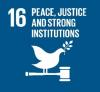 16 PEACE, JUSTICE
AND STRONG
INSTITUTIONS